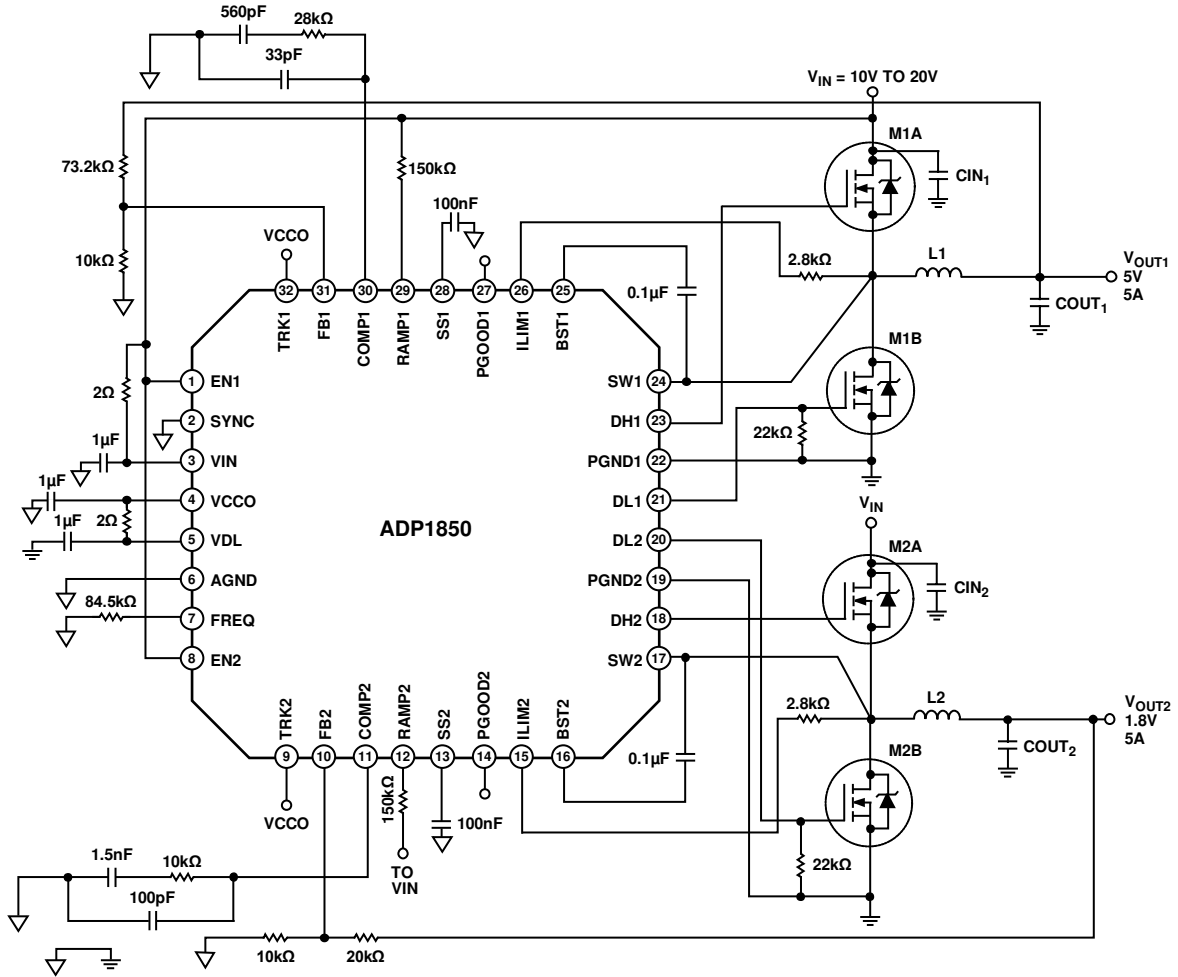 560pF
28kΩ
33pF
VIN = 10V TO 20V
M1A
73.2kΩ
150kΩ
CIN1
100nF
VCCO
10kΩ
2.8kΩ
L1
VOUT1
5V
5A
0.1µF
COUT1
32
31
30
29
28
27
26
25
TRK1
FB1
COMP1
RAMP1
SS1
PGOOD1
ILIM1
BST1
M1B
1
EN1
SW1
24
2Ω
2
SYNC
DH1
23
22kΩ
1µF
3
VIN
PGND1
22
1µF
4
VCCO
DL1
21
2Ω
VIN
ADP1850
1µF
5
VDL
DL2
20
M2A
6
AGND
PGND2
19
CIN2
84.5kΩ
7
FREQ
DH2
18
8
EN2
SW2
17
L2
2.8kΩ
VOUT2
1.8V
5A
TRK2
FB2
COMP2
RAMP2
SS2
PGOOD2
ILIM2
BST2
9
10
11
12
13
14
15
16
0.1µF
COUT2
M2B
150kΩ
VCCO
100nF
TO
VIN
22kΩ
1.5nF
10kΩ
100pF
10kΩ
20kΩ